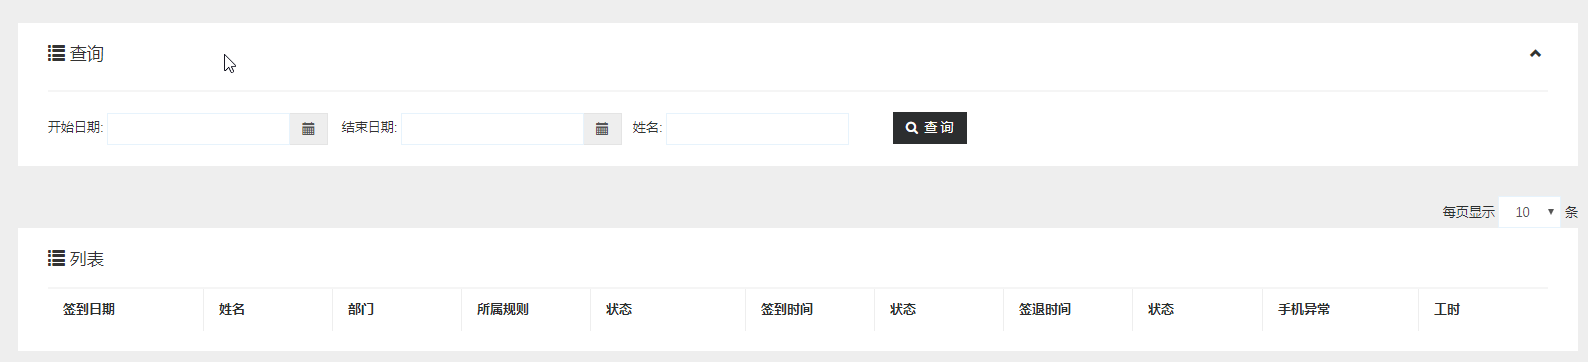 查询
开始日期: 结束日期: 姓名: 查询
每页显示 10 条
列表
签到日期 姓名 部门 所属规则 状态 签到时间 状态 签退时间 状态 手机异常 工时